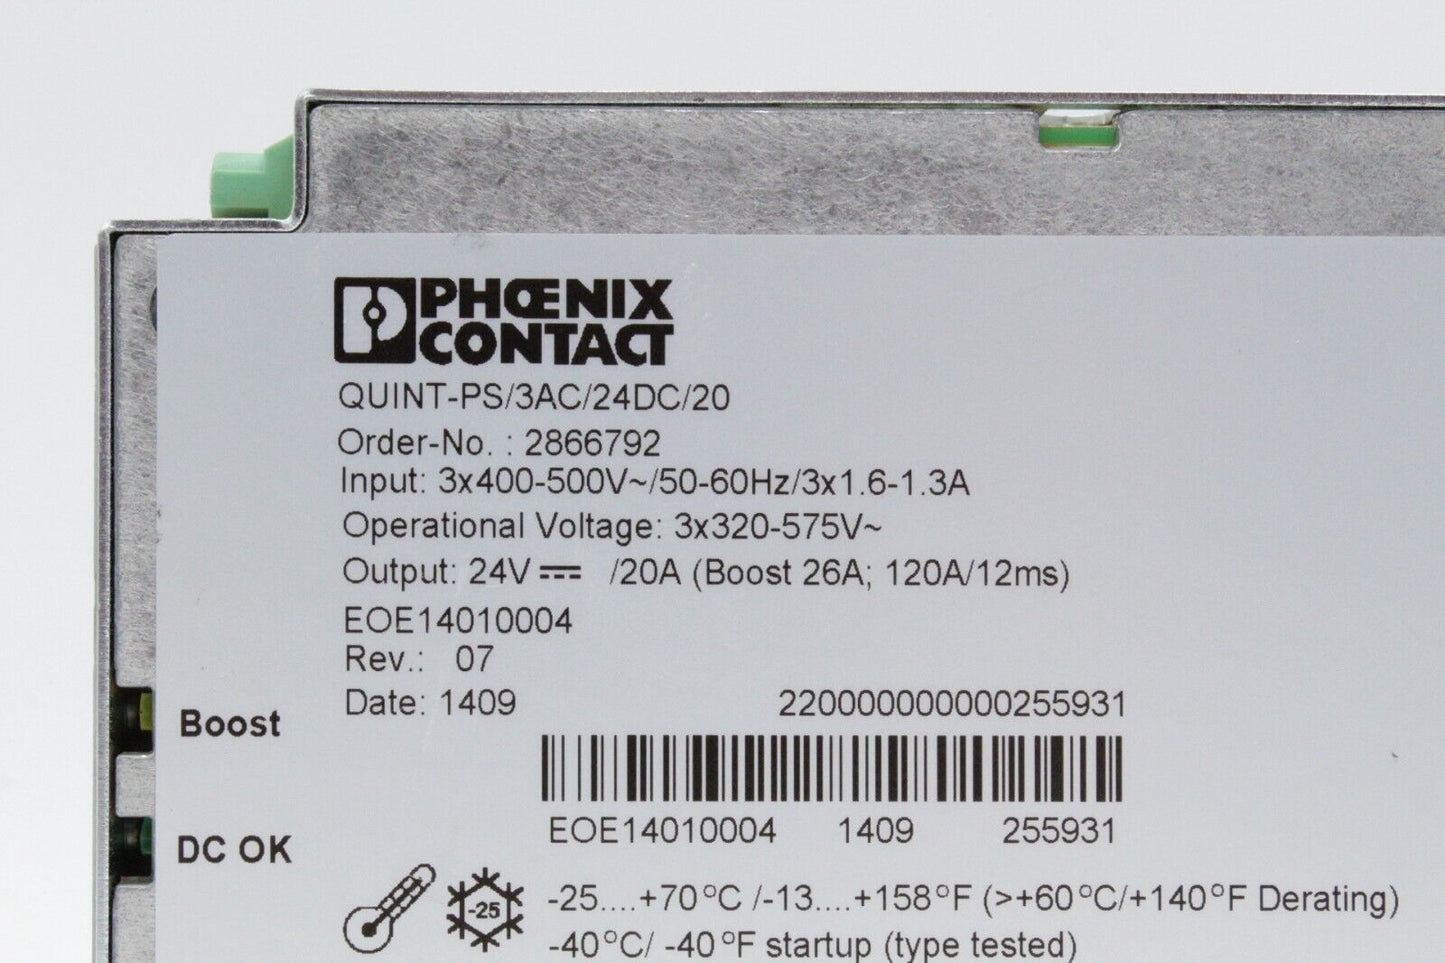 PHŒNIX
CONTACT
QUINT-PS/3AC/24DC/20
Order-No. : 2866792
Input: 3x400-500V~/50-60Hz/3x1.6-1.3A
Operational Voltage: 3x320-575V~
Output: 24V ⎓ /20A (Boost 26A; 120A/12ms)
EOE14010004
Rev.: 07
Date: 1409 220000000000255931
Boost
EOE14010004 1409 255931
DC OK
-25
-25....+70°C /-13....+158°F (>+60°C/+140°F Derating)
-40°C/ -40°F startup (type tested)